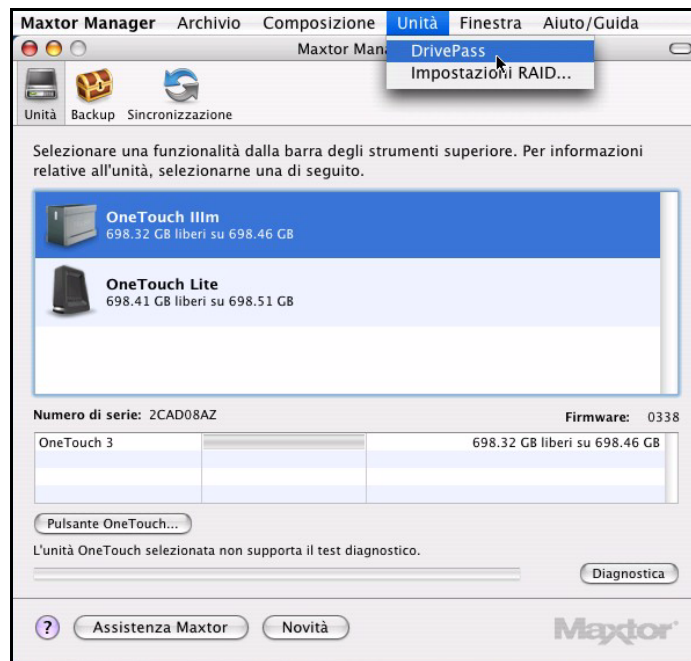 Maxtor Manager Archivio Composizione Unità Finestra Aiuto/Guida
Maxtor Man
DrivePass
Impostazioni RAID...
Unità Backup Sincronizzazione
Selezionare una funzionalità dalla barra degli strumenti superiore. Per informazioni
relative all'unità, selezionarne una di seguito.
OneTouch IIIm
698.32 GB liberi su 698.46 GB
OneTouch Lite
698.41 GB liberi su 698.51 GB
Numero di serie: 2CAD08AZ Firmware: 0338
OneTouch 3 698.32 GB liberi su 698.46 GB
Pulsante OneTouch...
L'unità OneTouch selezionata non supporta il test diagnostico.
Diagnostica
? Assistenza Maxtor Novità Maxtor